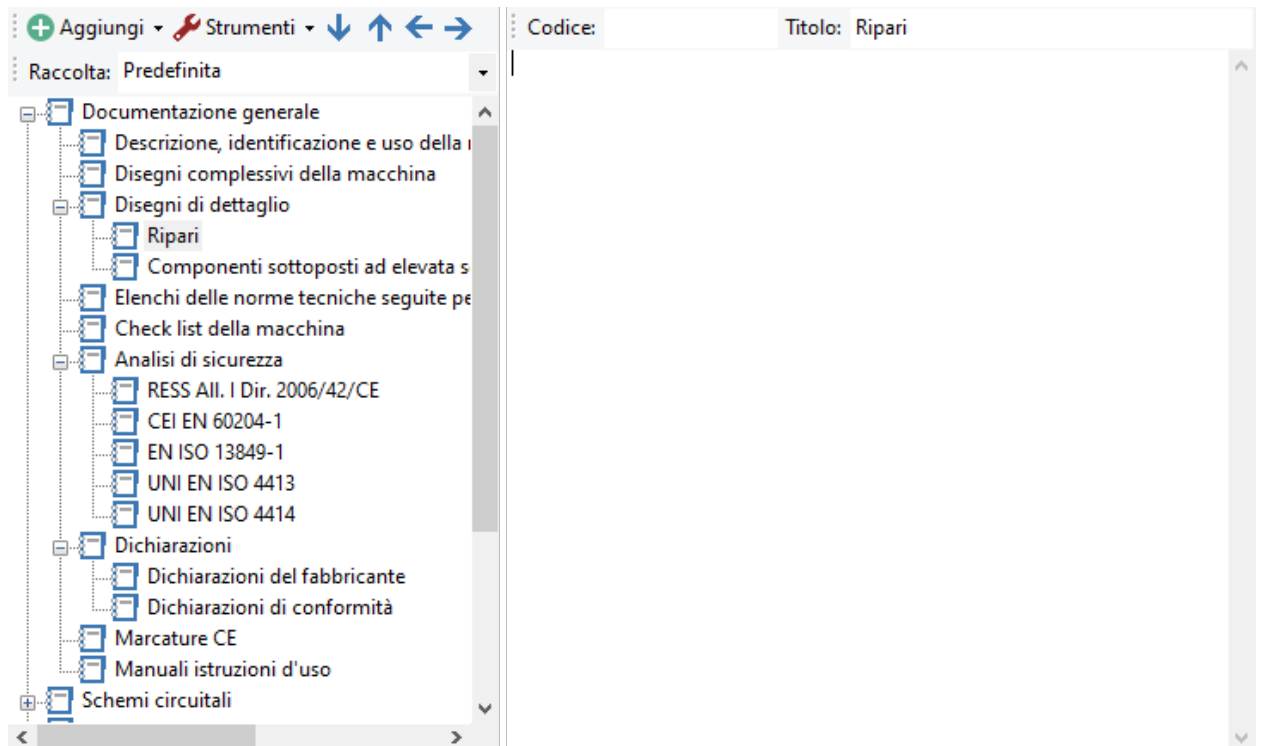 Aggiungi Strumenti
Codice: Titolo: Ripari
Raccolta: Predefinita
Documentazione generale
Descrizione, identificazione e uso della
Disegni complessivi della macchina
Disegni di dettaglio
Ripari
Componenti sottoposti ad elevata
Elenchi delle norme tecniche seguite
Check list della macchina
Analisi di sicurezza
RESS All. I Dir. 2006/42/CE
CEI EN 60204-1
EN ISO 13849-1
UNI EN ISO 4413
UNI EN ISO 4414
Dichiarazioni
Dichiarazioni del fabbricante
Dichiarazioni di conformità
Marcature CE
Manuali istruzioni d'uso
Schemi circuitali